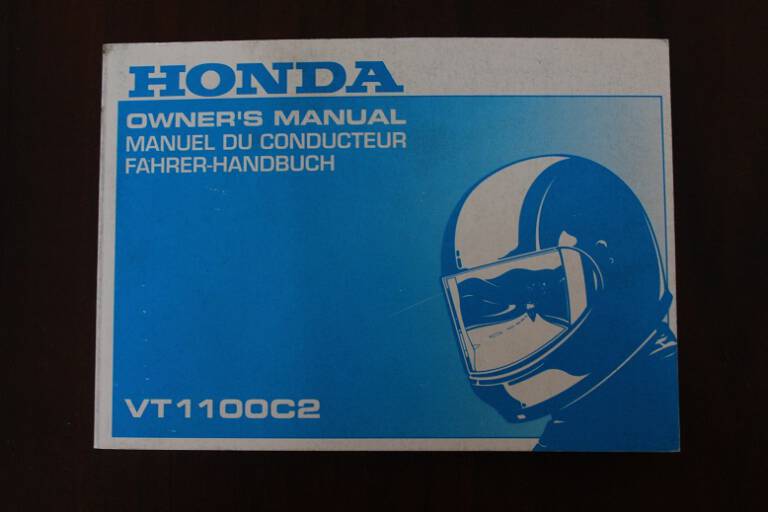 HONDA
OWNER'S MANUAL
MANUEL DU CONDUCTEUR
FAHRER-HANDBUCH
VT1100C2